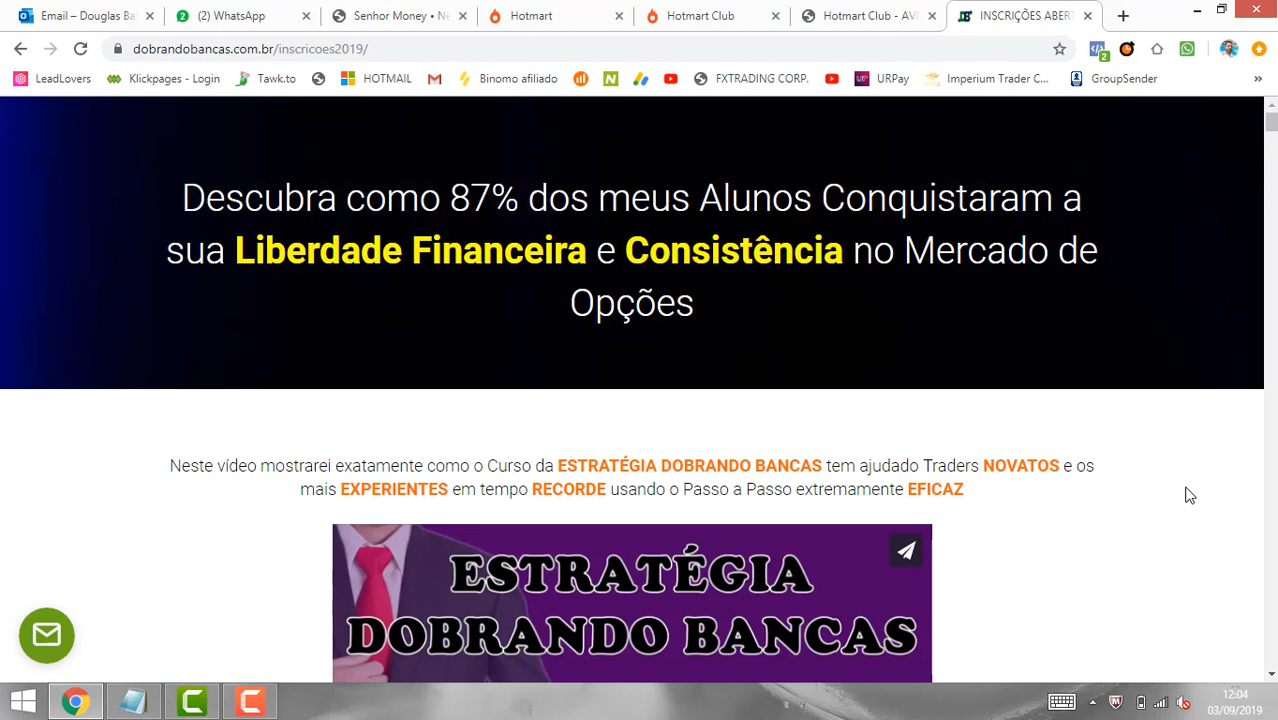 Email – Douglas Ba
(2) WhatsApp
Senhor Money • Ne
Hotmart
Hotmart Club
Hotmart Club - AVI
INSCRIÇÕES ABERT
dobrandobancas.com.br/inscricoes2019/
2
LeadLovers
Klickpages - Login
Tawk.to
HOTMAIL
Binomo afiliado
FXTRADING CORP.
URPay
Imperium Trader C...
GroupSender
»
Descubra como 87% dos meus Alunos Conquistaram a
sua Liberdade Financeira e Consistência no Mercado de
Opções
Neste vídeo mostrarei exatamente como o Curso da ESTRATÉGIA DOBRANDO BANCAS tem ajudado Traders NOVATOS e os
mais EXPERIENTES em tempo RECORDE usando o Passo a Passo extremamente EFICAZ
ESTRATÉGIA
DOBRANDO BANCAS
12:04
03/09/2019